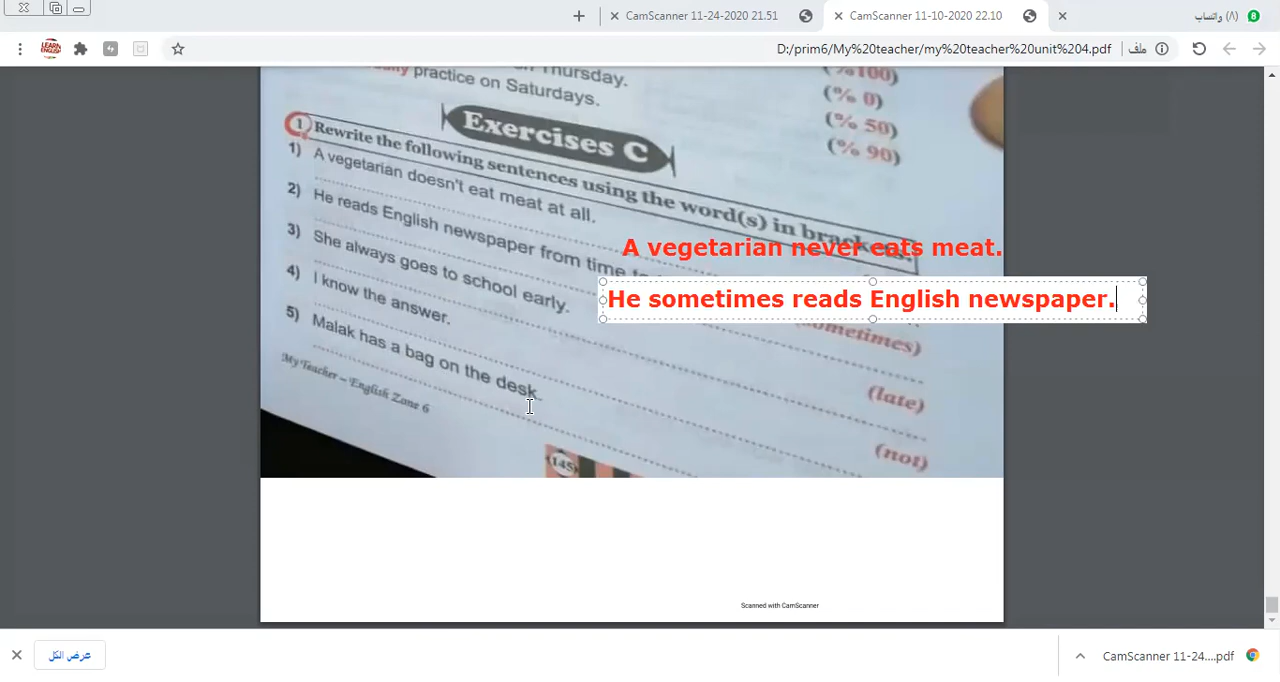 CamScanner 11-24-2020 21.51
CamScanner 11-10-2020 22.10
(٨) واتساب
8
LEARN ENGLISH
D:/prim6/My%20teacher/my%20teacher%20unit%204.pdf
ملف
on Thursday.
practice on Saturdays.
(%100)
(% 0)
(% 50)
(% 90)
Exercises C
1 Rewrite the following sentences using the word(s) in brackets.
1) A vegetarian doesn't eat meat at all.
A vegetarian never eats meat.
2) He reads English newspaper from time to
He sometimes reads English newspaper.
(sometimes)
3) She always goes to school early.
(late)
4) I know the answer.
(not)
5) Malak has a bag on the desk.
My Teacher – English Zone 6
(145)
Scanned with CamScanner
عرض الكل
CamScanner 11-24....pdf